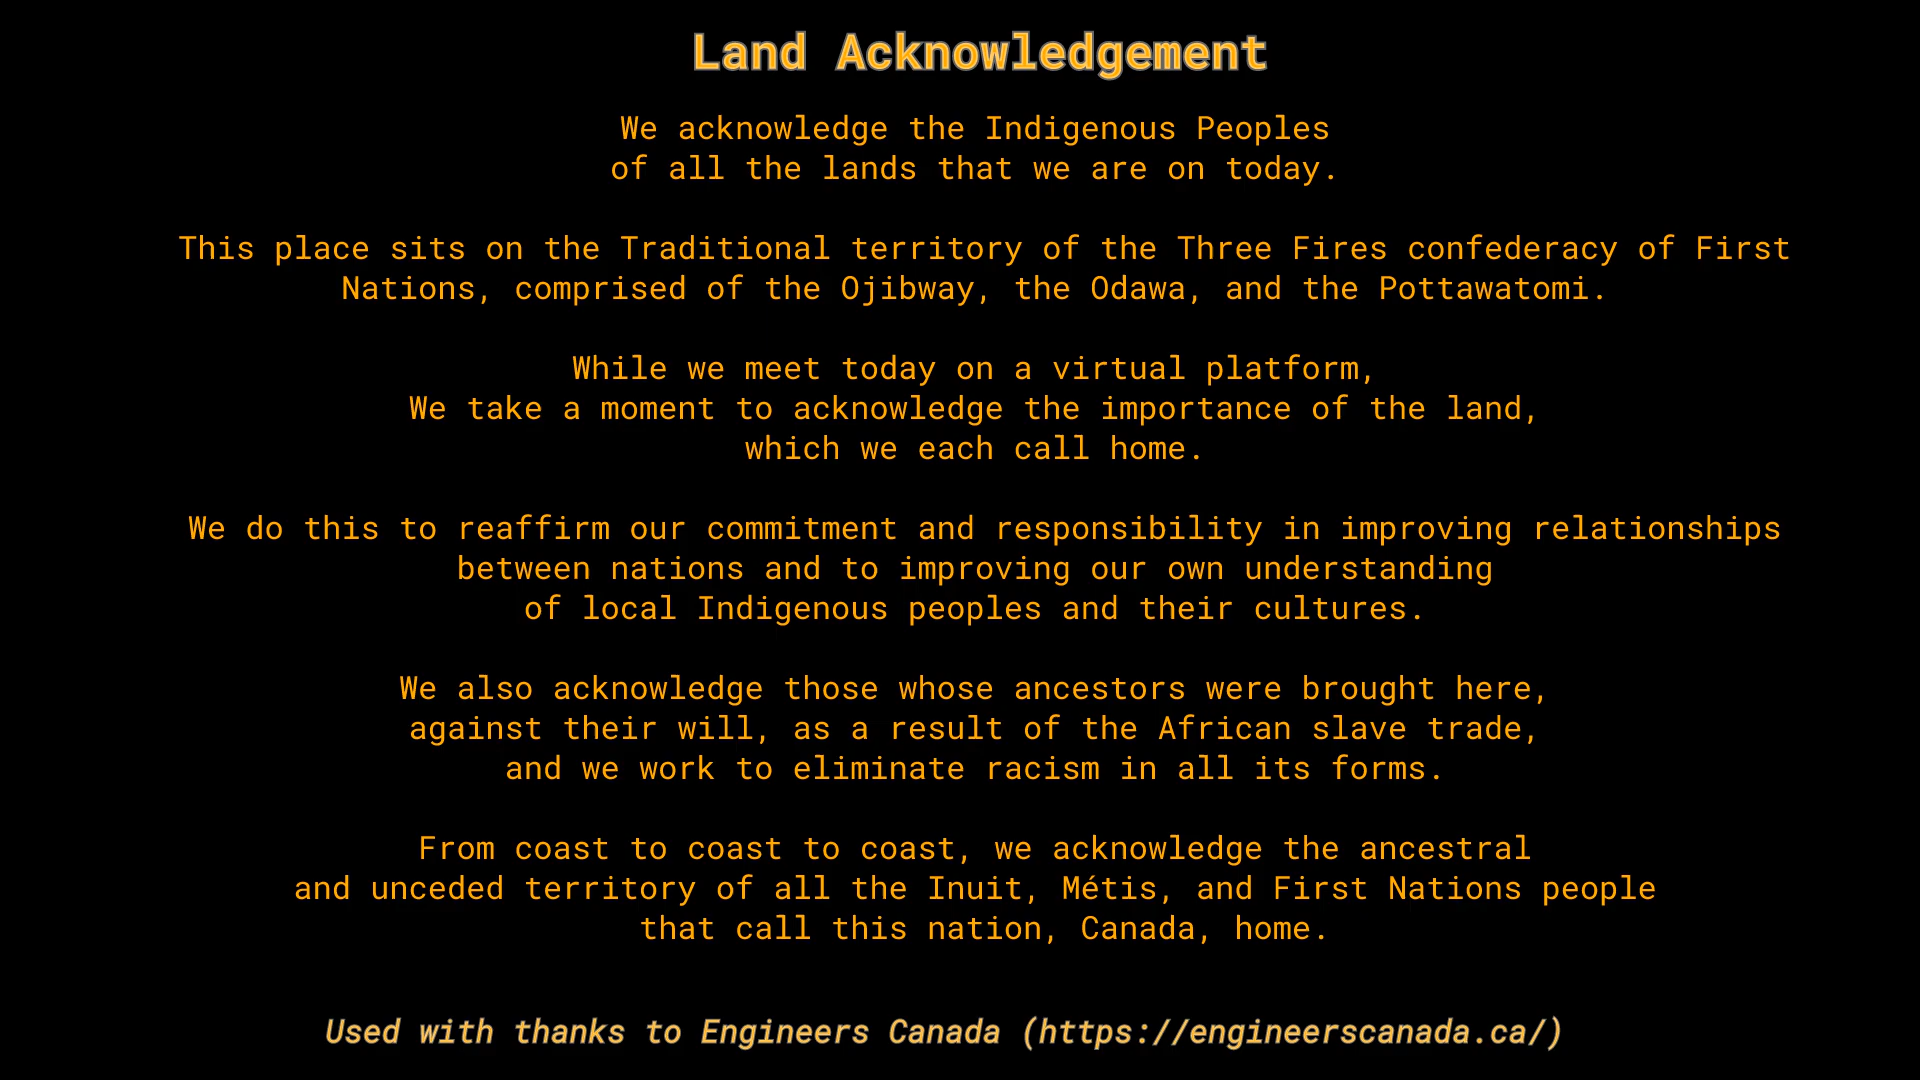 Land Acknowledgement
We acknowledge the Indigenous Peoples
of all the lands that we are on today.
This place sits on the Traditional territory of the Three Fires confederacy of First
Nations, comprised of the Ojibway, the Odawa, and the Pottawatomi.
While we meet today on a virtual platform,
We take a moment to acknowledge the importance of the land,
which we each call home.
We do this to reaffirm our commitment and responsibility in improving relationships
between nations and to improving our own understanding
of local Indigenous peoples and their cultures.
We also acknowledge those whose ancestors were brought here,
against their will, as a result of the African slave trade,
and we work to eliminate racism in all its forms.
From coast to coast to coast, we acknowledge the ancestral
and unceded territory of all the Inuit, Métis, and First Nations people
that call this nation, Canada, home.
Used with thanks to Engineers Canada (https://engineerscanada.ca/)